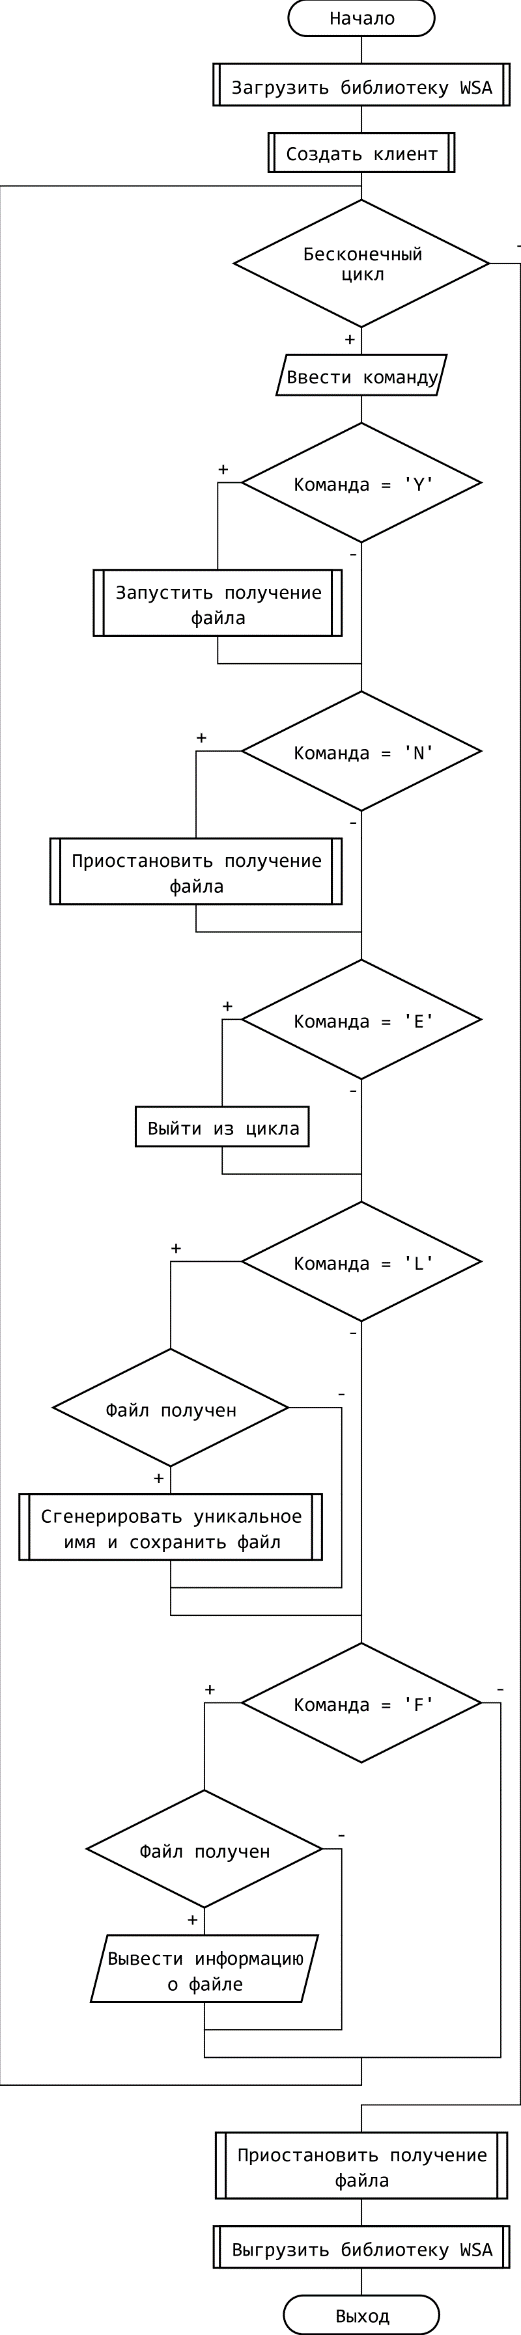 Начало
Загрузить библиотеку WSA
Создать клиент
Бесконечный
цикл
-
+
Ввести команду
Команда = 'Y'
+
-
Запустить получение
файла
Команда = 'N'
+
-
Приостановить получение
файла
Команда = 'E'
+
-
Выйти из цикла
Команда = 'L'
+
-
Файл получен
-
+
Сгенерировать уникальное
имя и сохранить файл
+
-
Команда = 'F'
Файл получен
-
+
Вывести информацию
о файле
Приостановить получение
файла
Выгрузить библиотеку WSA
Выход